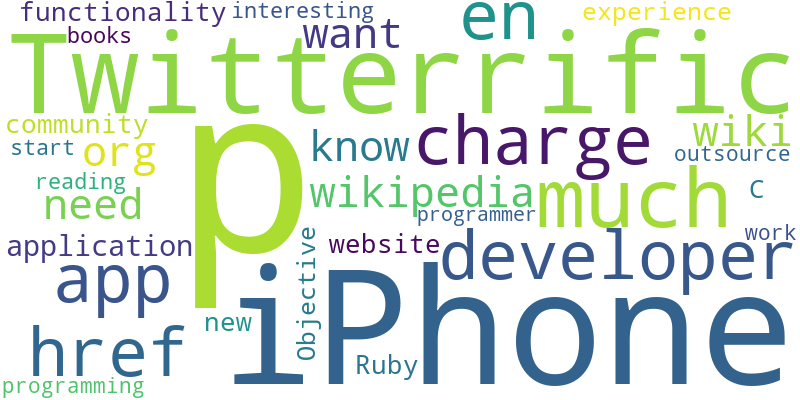 functionality interesting en experience
books want
Twitterrific
community p know charge wiki
start org outsource
reading wikipedia much C
need programmer
application website developer work
app Objective iPhone
new
href Ruby
programming